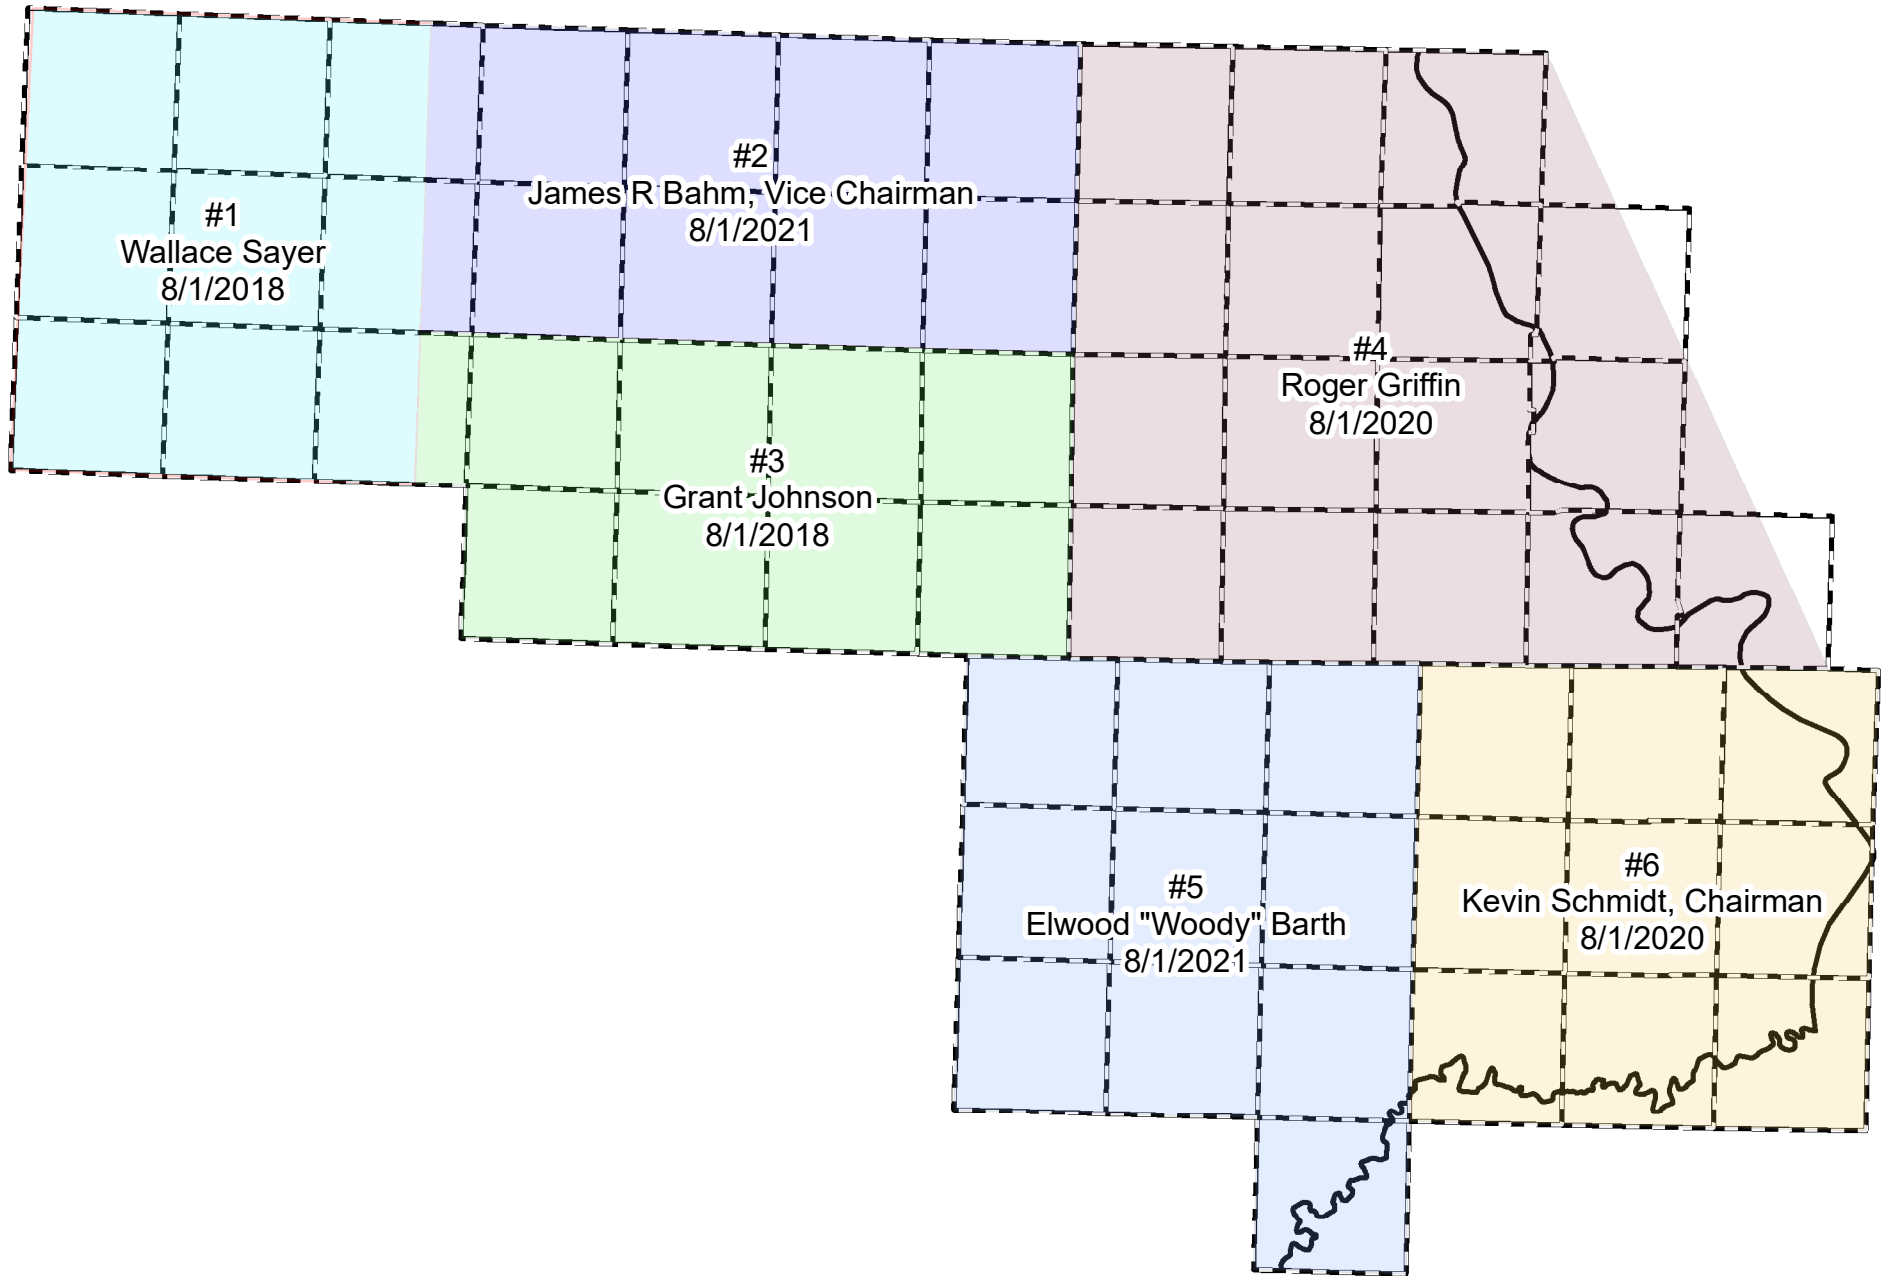 #1
Wallace Sayer
8/1/2018
#2
James R Bahm, Vice Chairman
8/1/2021
#3
Grant Johnson
8/1/2018
#4
Roger Griffin
8/1/2020
#5
Elwood "Woody" Barth
8/1/2021
#6
Kevin Schmidt, Chairman
8/1/2020